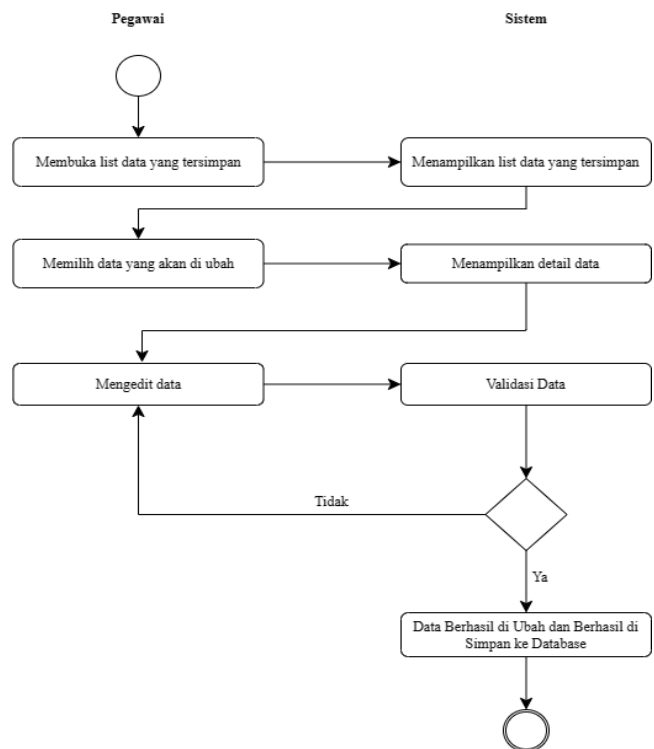 Pegawai
Sistem
Membuka list data yang tersimpan
Menampilkan list data yang tersimpan
Memilih data yang akan di ubah
Menampilkan detail data
Mengedit data
Validasi Data
Tidak
Ya
Data Berhasil di Ubah dan Berhasil di
Simpan ke Database